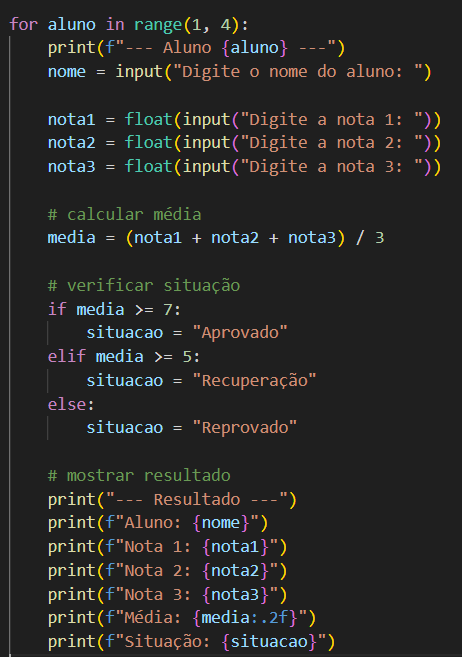 for aluno in range(1, 4):
    print(f"--- Aluno {aluno} ---")
    nome = input("Digite o nome do aluno: ")

    nota1 = float(input("Digite a nota 1: "))
    nota2 = float(input("Digite a nota 2: "))
    nota3 = float(input("Digite a nota 3: "))

    # calcular média
    media = (nota1 + nota2 + nota3) / 3

    # verificar situação
    if media >= 7:
        situacao = "Aprovado"
    elif media >= 5:
        situacao = "Recuperação"
    else:
        situacao = "Reprovado"

    # mostrar resultado
    print("--- Resultado ---")
    print(f"Aluno: {nome}")
    print(f"Nota 1: {nota1}")
    print(f"Nota 2: {nota2}")
    print(f"Nota 3: {nota3}")
    print(f"Média: {media:.2f}")
    print(f"Situação: {situacao}")